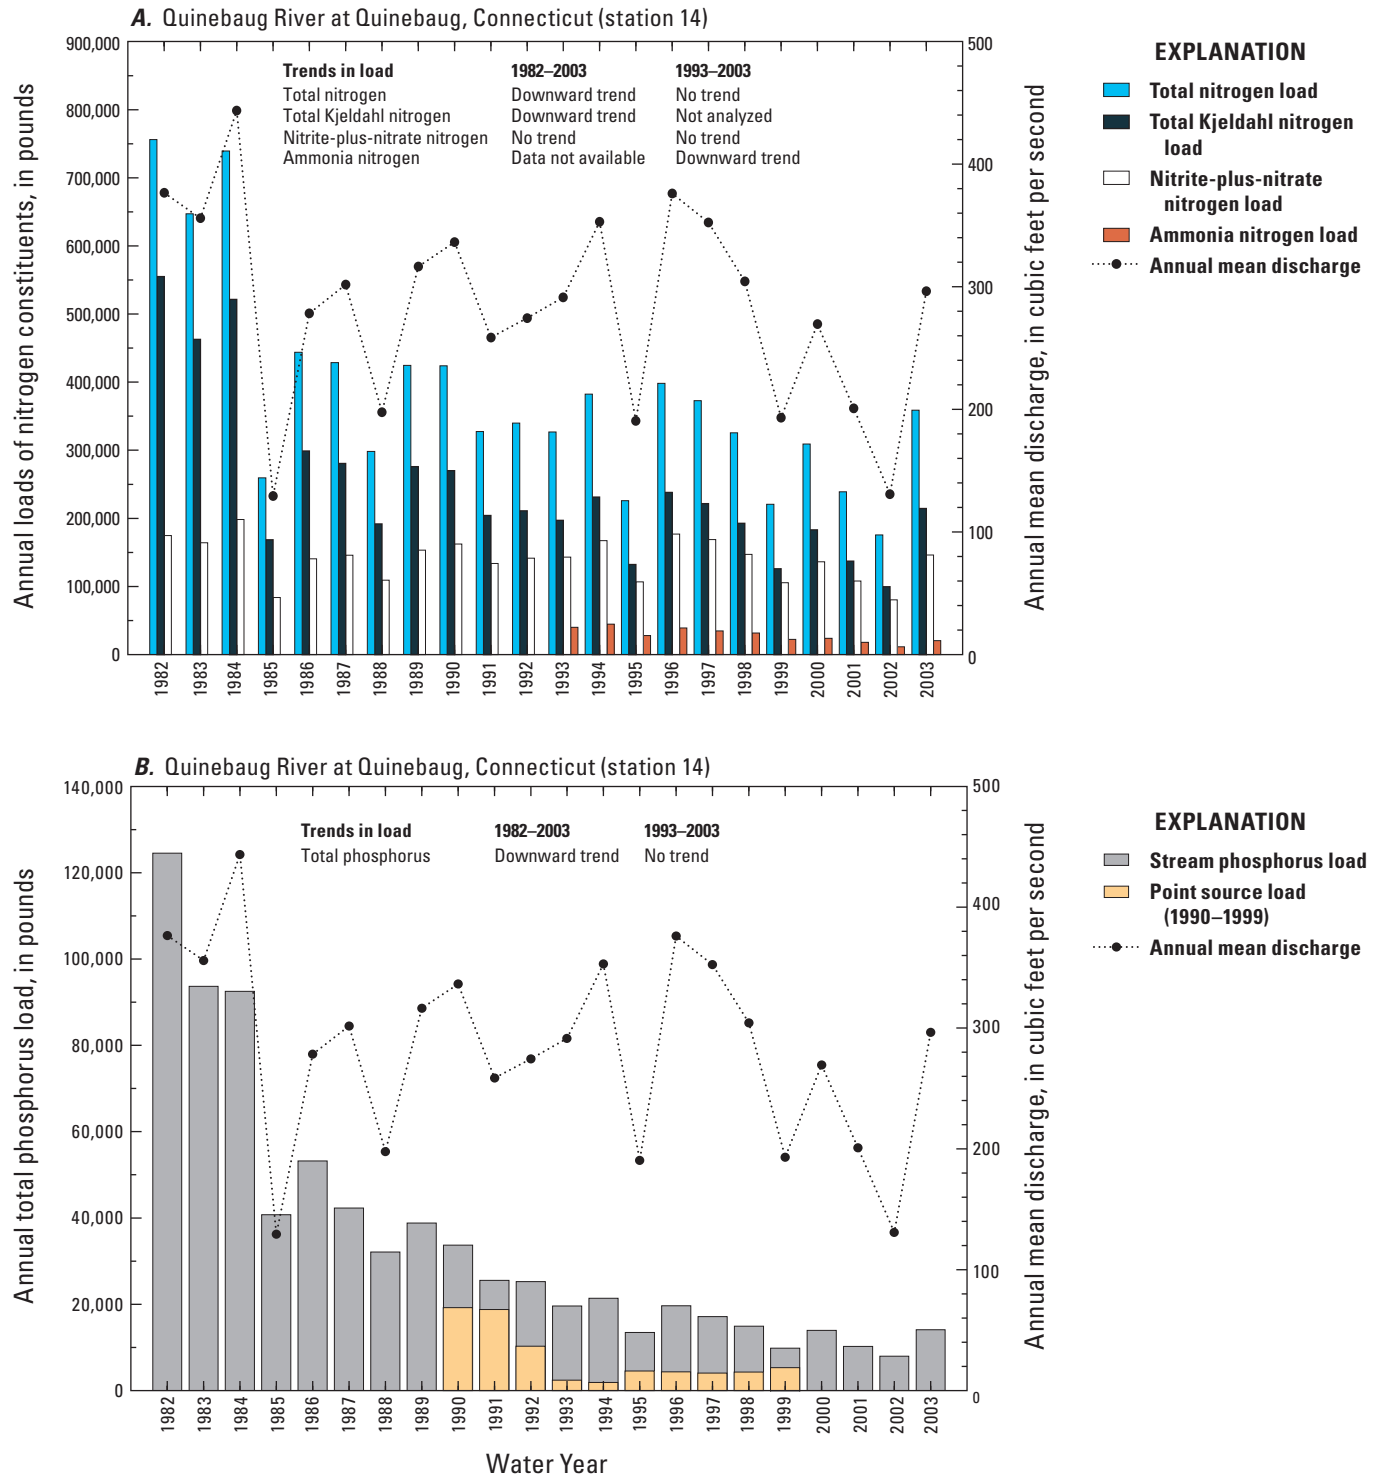 A. Quinebaug River at Quinebaug, Connecticut (station 14)
Annual loads of nitrogen constituents, in pounds
900,000
800,000
700,000
600,000
500,000
400,000
300,000
200,000
100,000
0
Trends in load 1982–2003 1993–2003
Total nitrogen Downward trend No trend
Total Kjeldahl nitrogen Downward trend Not analyzed
Nitrite-plus-nitrate nitrogen No trend No trend
Ammonia nitrogen Data not available Downward trend
500
400
300
200
100
0
Annual mean discharge, in cubic feet per second
1982 1983 1984 1985 1986 1987 1988 1989 1990 1991 1992 1993 1994 1995 1996 1997 1998 1999 2000 2001 2002 2003
EXPLANATION
Total nitrogen load
Total Kjeldahl nitrogen
load
Nitrite-plus-nitrate
nitrogen load
Ammonia nitrogen load
Annual mean discharge
B. Quinebaug River at Quinebaug, Connecticut (station 14)
Annual total phosphorus load, in pounds
140,000
120,000
100,000
80,000
60,000
40,000
20,000
0
Trends in load 1982–2003 1993–2003
Total phosphorus Downward trend No trend
500
400
300
200
100
0
Annual mean discharge, in cubic feet per second
1982 1983 1984 1985 1986 1987 1988 1989 1990 1991 1992 1993 1994 1995 1996 1997 1998 1999 2000 2001 2002 2003
Water Year
EXPLANATION
Stream phosphorus load
Point source load
(1990–1999)
Annual mean discharge